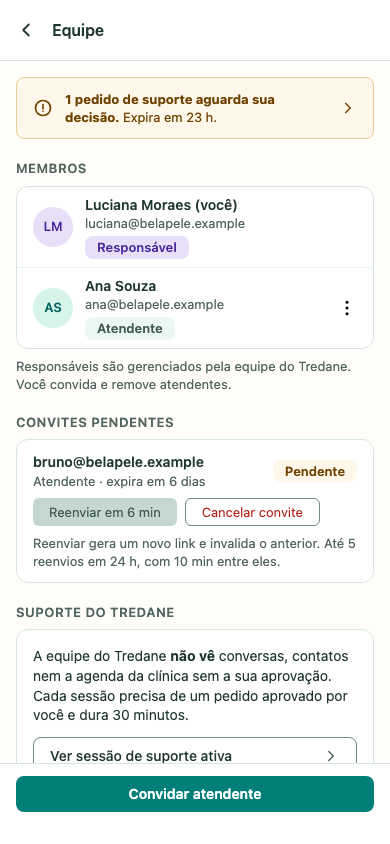 Equipe
1 pedido de suporte aguarda sua
decisão. Expira em 23 h.
MEMBROS
LM
Luciana Moraes (você)
luciana@belapele.example
Responsável
AS
Ana Souza
ana@belapele.example
Atendente
Responsáveis são gerenciados pela equipe do Tredane.
Você convida e remove atendentes.
CONVITES PENDENTES
bruno@belapele.example
Atendente · expira em 6 dias
Pendente
Reenviar em 6 min
Cancelar convite
Reenviar gera um novo link e invalida o anterior. Até 5
reenvios em 24 h, com 10 min entre eles.
SUPORTE DO TREDANE
A equipe do Tredane não vê conversas, contatos
nem a agenda da clínica sem a sua aprovação.
Cada sessão precisa de um pedido aprovado por
você e dura 30 minutos.
Ver sessão de suporte ativa
Convidar atendente